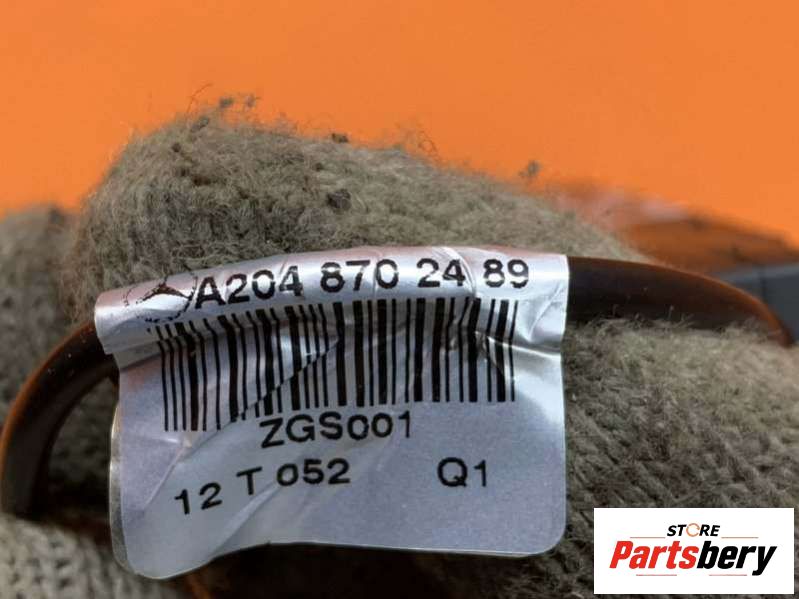 A204 870 24 89
ZGS001
12 T 052 Q1
STORE
Partsbery